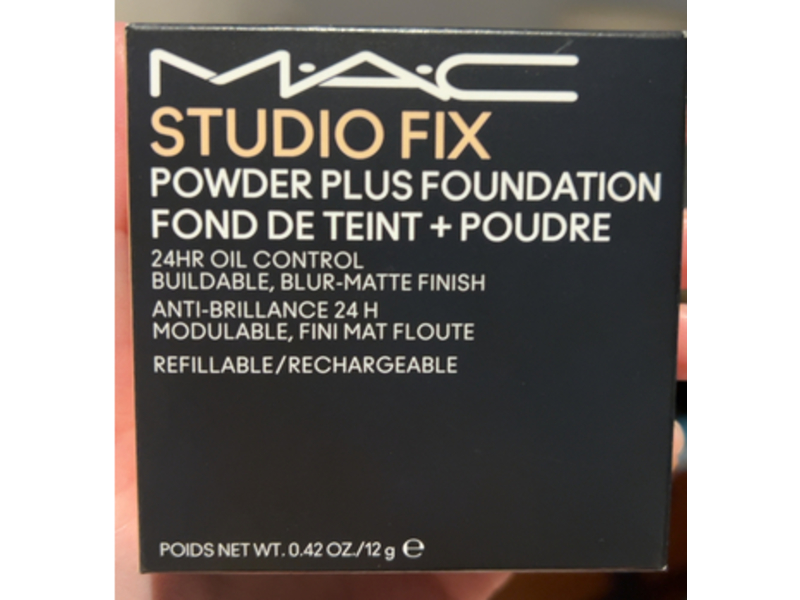 M·A·C
STUDIO FIX
POWDER PLUS FOUNDATION
FOND DE TEINT + POUDRE
24HR OIL CONTROL
BUILDABLE, BLUR-MATTE FINISH
ANTI-BRILLANCE 24 H
MODULABLE, FINI MAT FLOUTE
REFILLABLE/RECHARGEABLE
POIDS NET WT. 0.42 OZ./12 g ℮